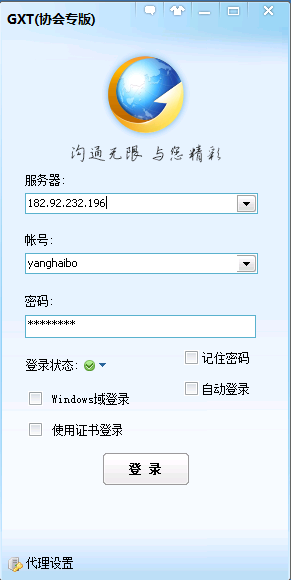 GXT(协会专版)
沟通无限 与您精彩
服务器:
182.92.232.196
帐号:
yanghaibo
密码:
********
登录状态:
记住密码
自动登录
Windows域登录
使用证书登录
登 录
代理设置